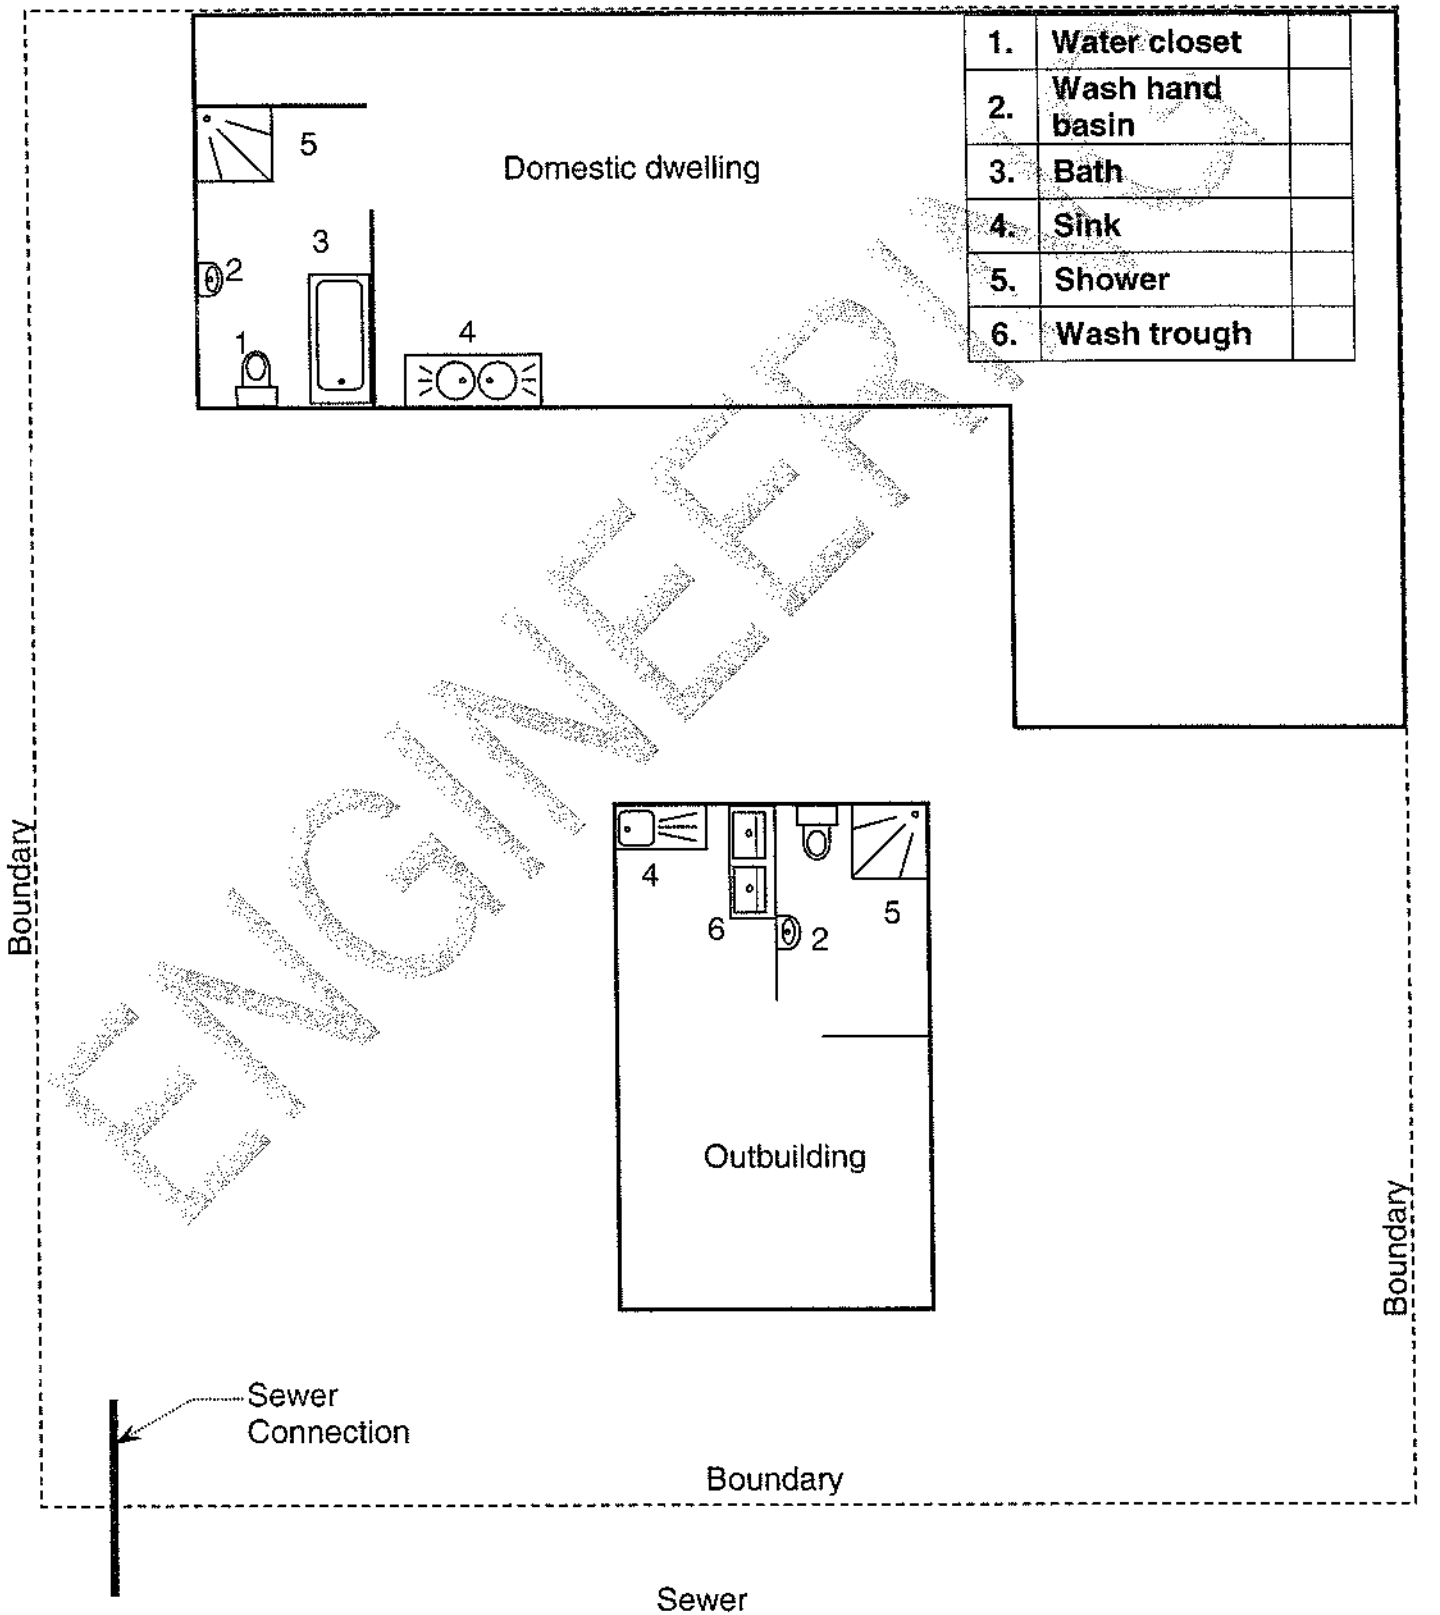 1. Water closet
2. Wash hand
basin
3. Bath
4. Sink
5. Shower
6. Wash trough
5
Domestic dwelling
3
2
1
4
4
6
2
5
Boundary
Outbuilding
Boundary
Sewer
Connection
Boundary
Sewer
ENGINEERING